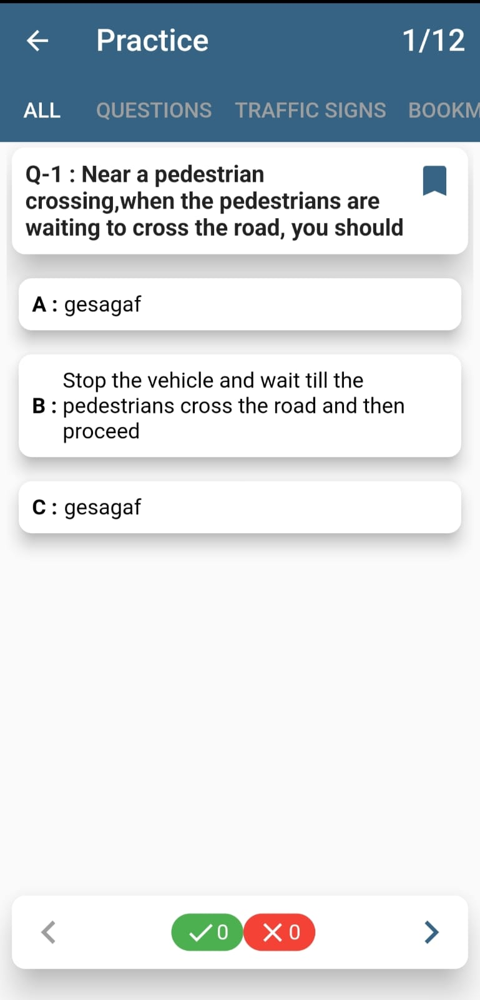 Practice
1/12
ALL QUESTIONS TRAFFIC SIGNS BOOKM
Q-1 : Near a pedestrian
crossing,when the pedestrians are
waiting to cross the road, you should
A : gesagaf
Stop the vehicle and wait till the
B : pedestrians cross the road and then
proceed
C : gesagaf
0 0